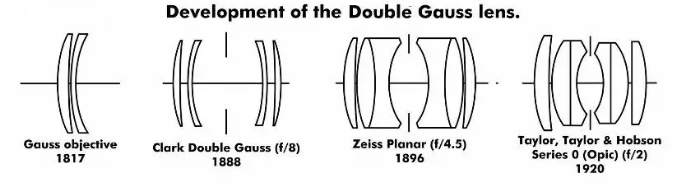 Development of the Double Gauss lens.
Gauss objective
1817
Clark Double Gauss (f/8)
1888
Zeiss Planar (f/4.5)
1896
Taylor, Taylor & Hobson
Series 0 (Opic) (f/2)
1920